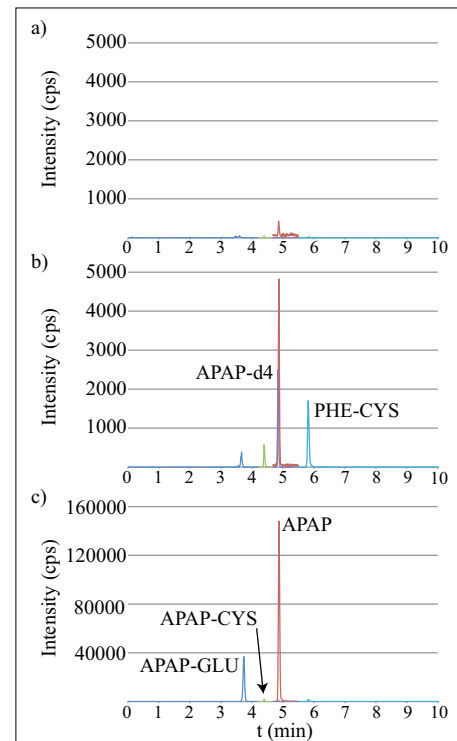 a)
Intensity (cps)
5000
4000
3000
2000
1000
0 1 2 3 4 5 6 7 8 9 10
b)
Intensity (cps)
5000
4000
3000
2000
1000
APAP-d4
PHE-CYS
0 1 2 3 4 5 6 7 8 9 10
c)
Intensity (cps)
160000
120000
80000
40000
APAP
APAP-CYS
APAP-GLU
0 1 2 3 4 5 6 7 8 9 10
t (min)